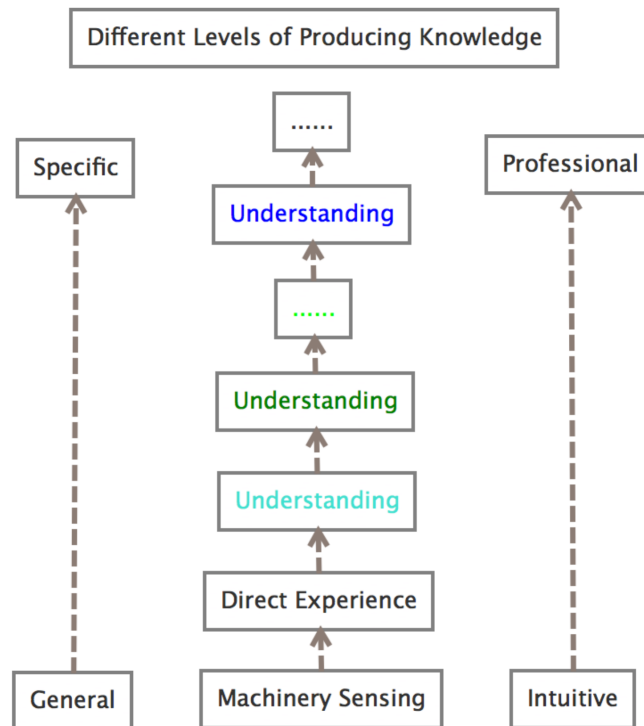 Different Levels of Producing Knowledge
......
Specific
Professional
Understanding
......
Understanding
Understanding
Direct Experience
General
Machinery Sensing
Intuitive